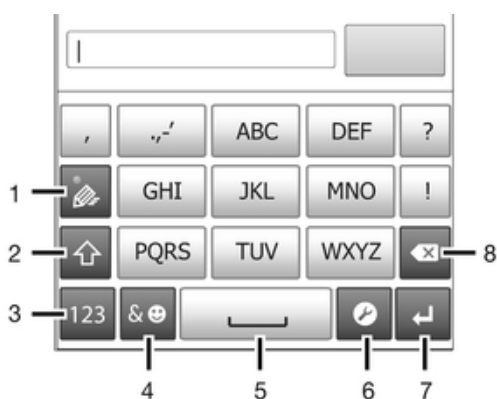 , .,-' ABC DEF ?
1 GHI JKL MNO !
2 PQRS TUV WXYZ 8
3 123 &
4 5 6 7